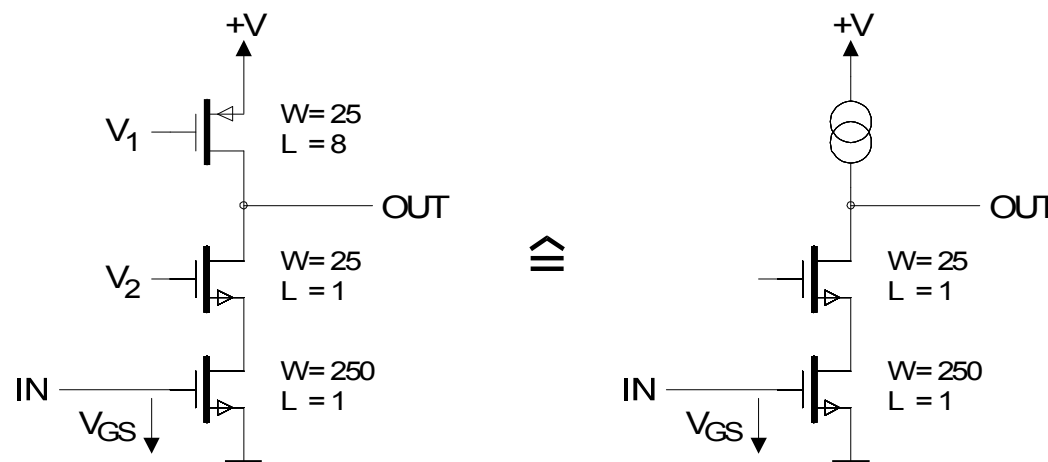 +V
V1
W=25
L=8
OUT
V2
W=25
L=1
IN
W=250
L=1
VGS
≙
+V
OUT
W=25
L=1
IN
W=250
L=1
VGS